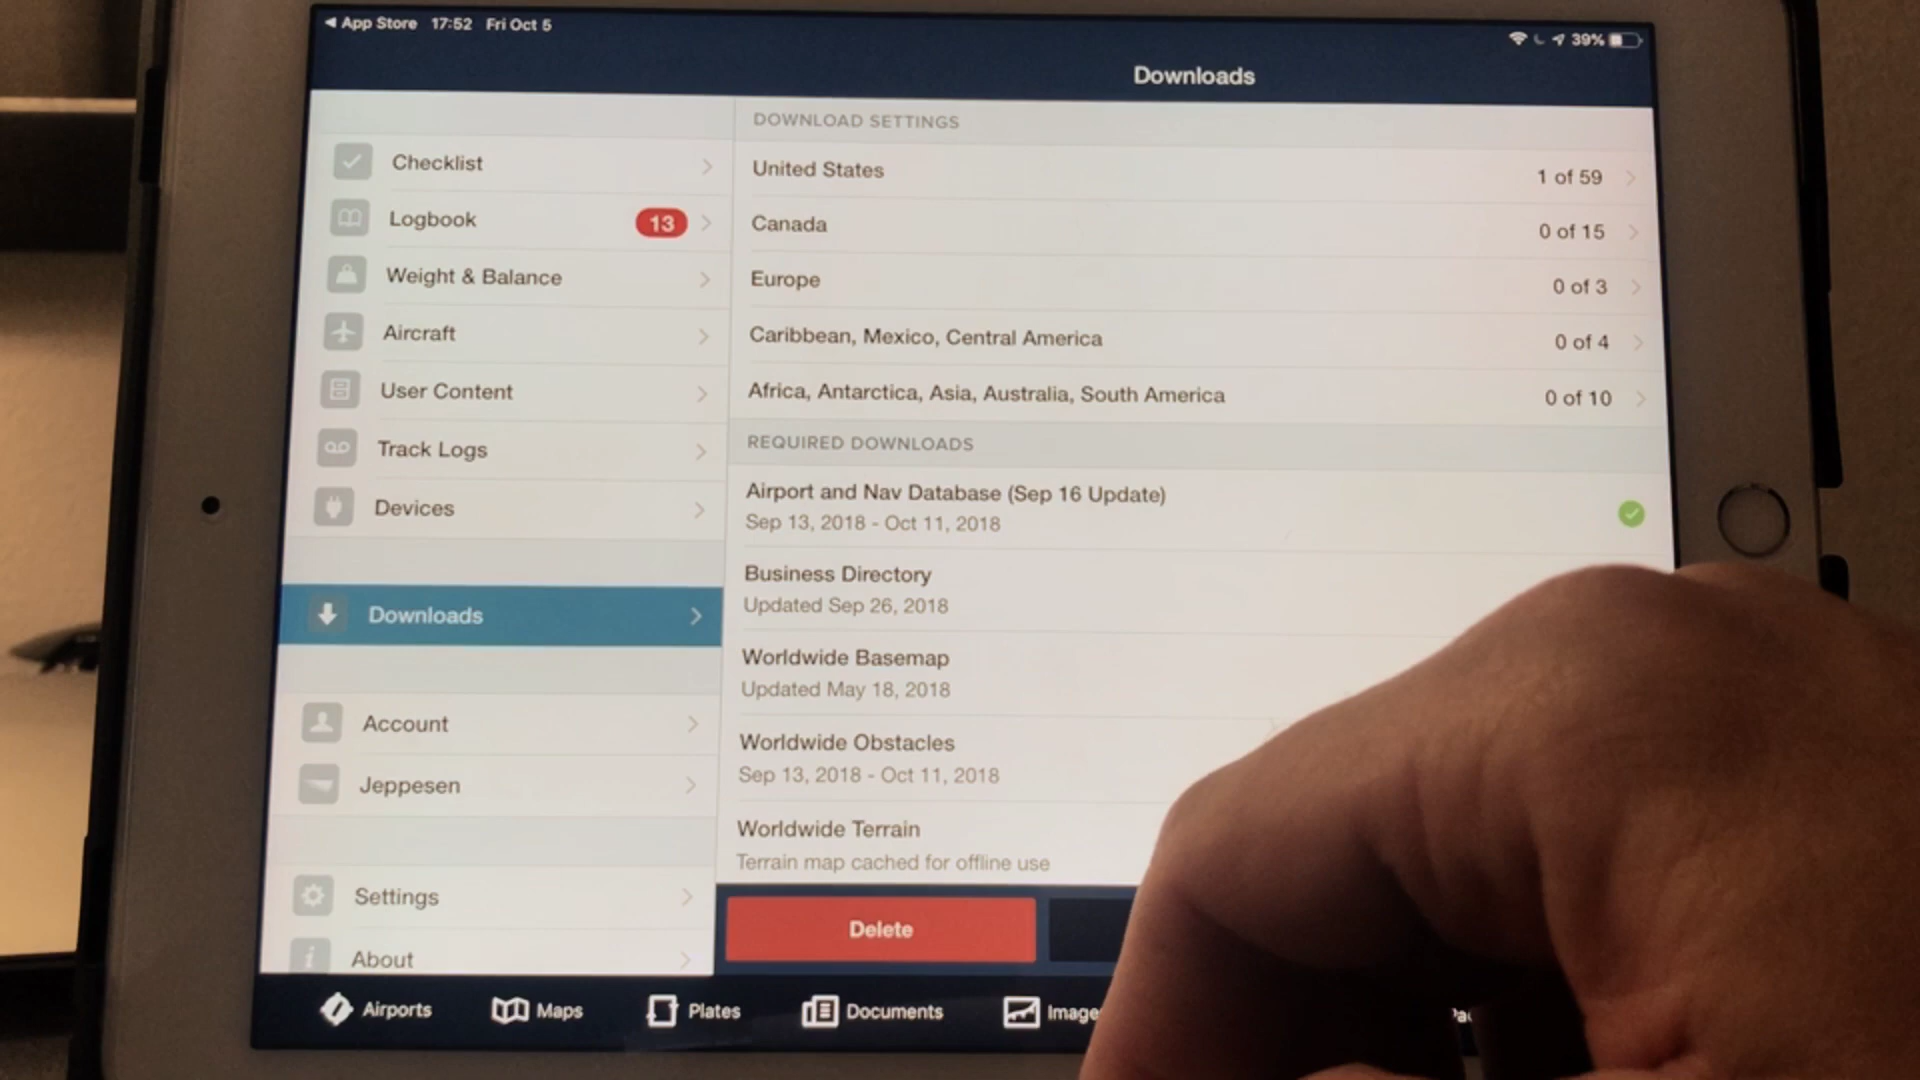 App Store 17:52 Fri Oct 5
39%
Downloads
Checklist
Logbook 13
Weight & Balance
Aircraft
User Content
Track Logs
Devices
Downloads
Account
Jeppesen
Settings
About
DOWNLOAD SETTINGS
United States 1 of 59
Canada 0 of 15
Europe 0 of 3
Caribbean, Mexico, Central America 0 of 4
Africa, Antarctica, Asia, Australia, South America 0 of 10
REQUIRED DOWNLOADS
Airport and Nav Database (Sep 16 Update)
Sep 13, 2018 - Oct 11, 2018
Business Directory
Updated Sep 26, 2018
Worldwide Basemap
Updated May 18, 2018
Worldwide Obstacles
Sep 13, 2018 - Oct 11, 2018
Worldwide Terrain
Terrain map cached for offline use
Delete
Airports Maps Plates Documents Image